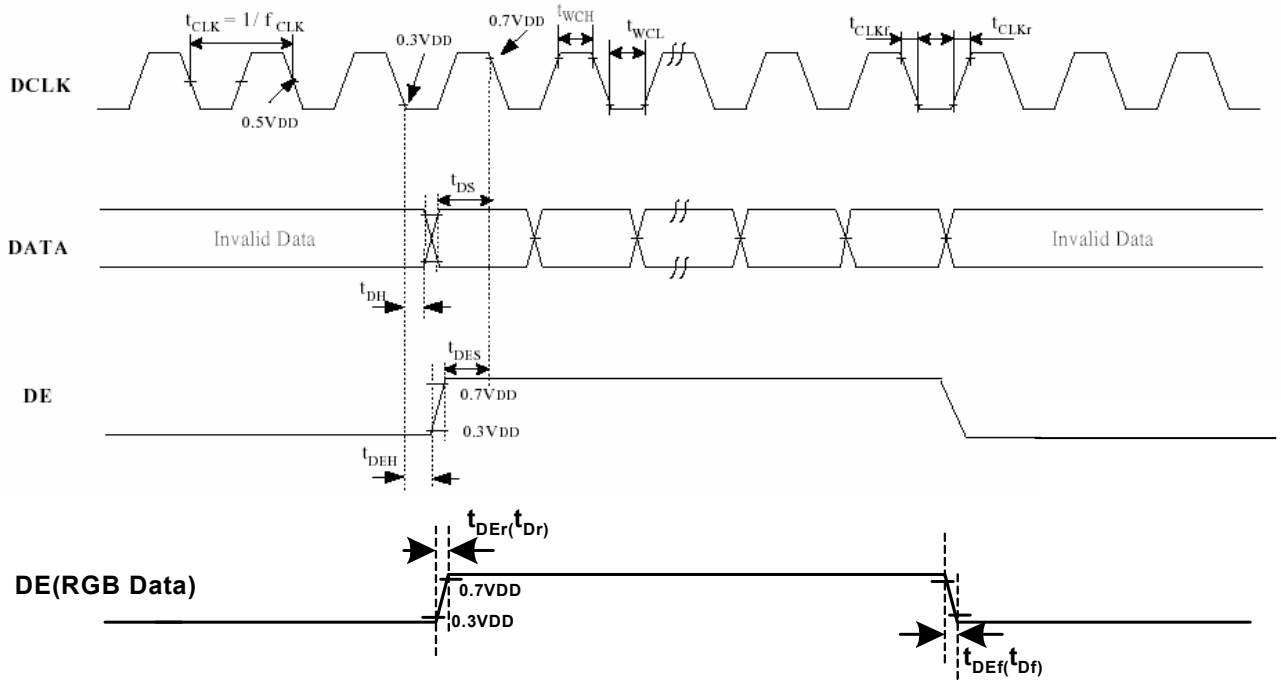 tCLK = 1/ fCLK
0.7VDD
tWCH
tWCL
tCLKf
tCLKr
0.3VDD
DCLK
0.5VDD
tDS
DATA
Invalid Data
Invalid Data
tDH
tDES
DE
0.7VDD
0.3VDD
tDEH
tDEr(tDr)
DE(RGB Data)
0.7VDD
0.3VDD
tDEf(tDf)